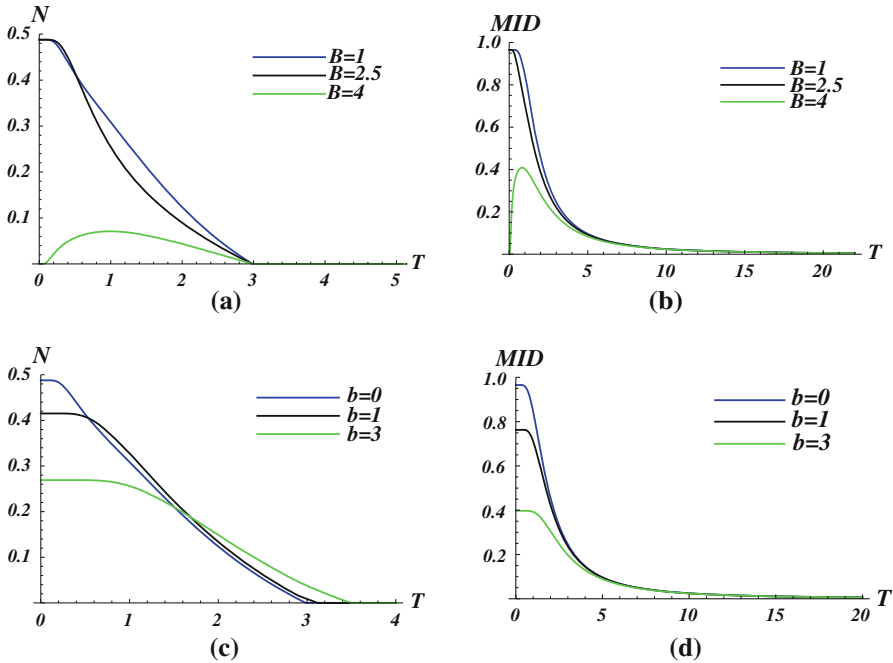 N
0.5
0.4
0.3
0.2
0.1
0 1 2 3 4 5 T
B=1
B=2.5
B=4
(a)
MID
1.0
0.8
0.6
0.4
0.2
0 5 10 15 20 T
B=1
B=2.5
B=4
(b)
N
0.5
0.4
0.3
0.2
0.1
0 1 2 3 4 T
b=0
b=1
b=3
(c)
MID
1.0
0.8
0.6
0.4
0.2
0 5 10 15 20 T
b=0
b=1
b=3
(d)